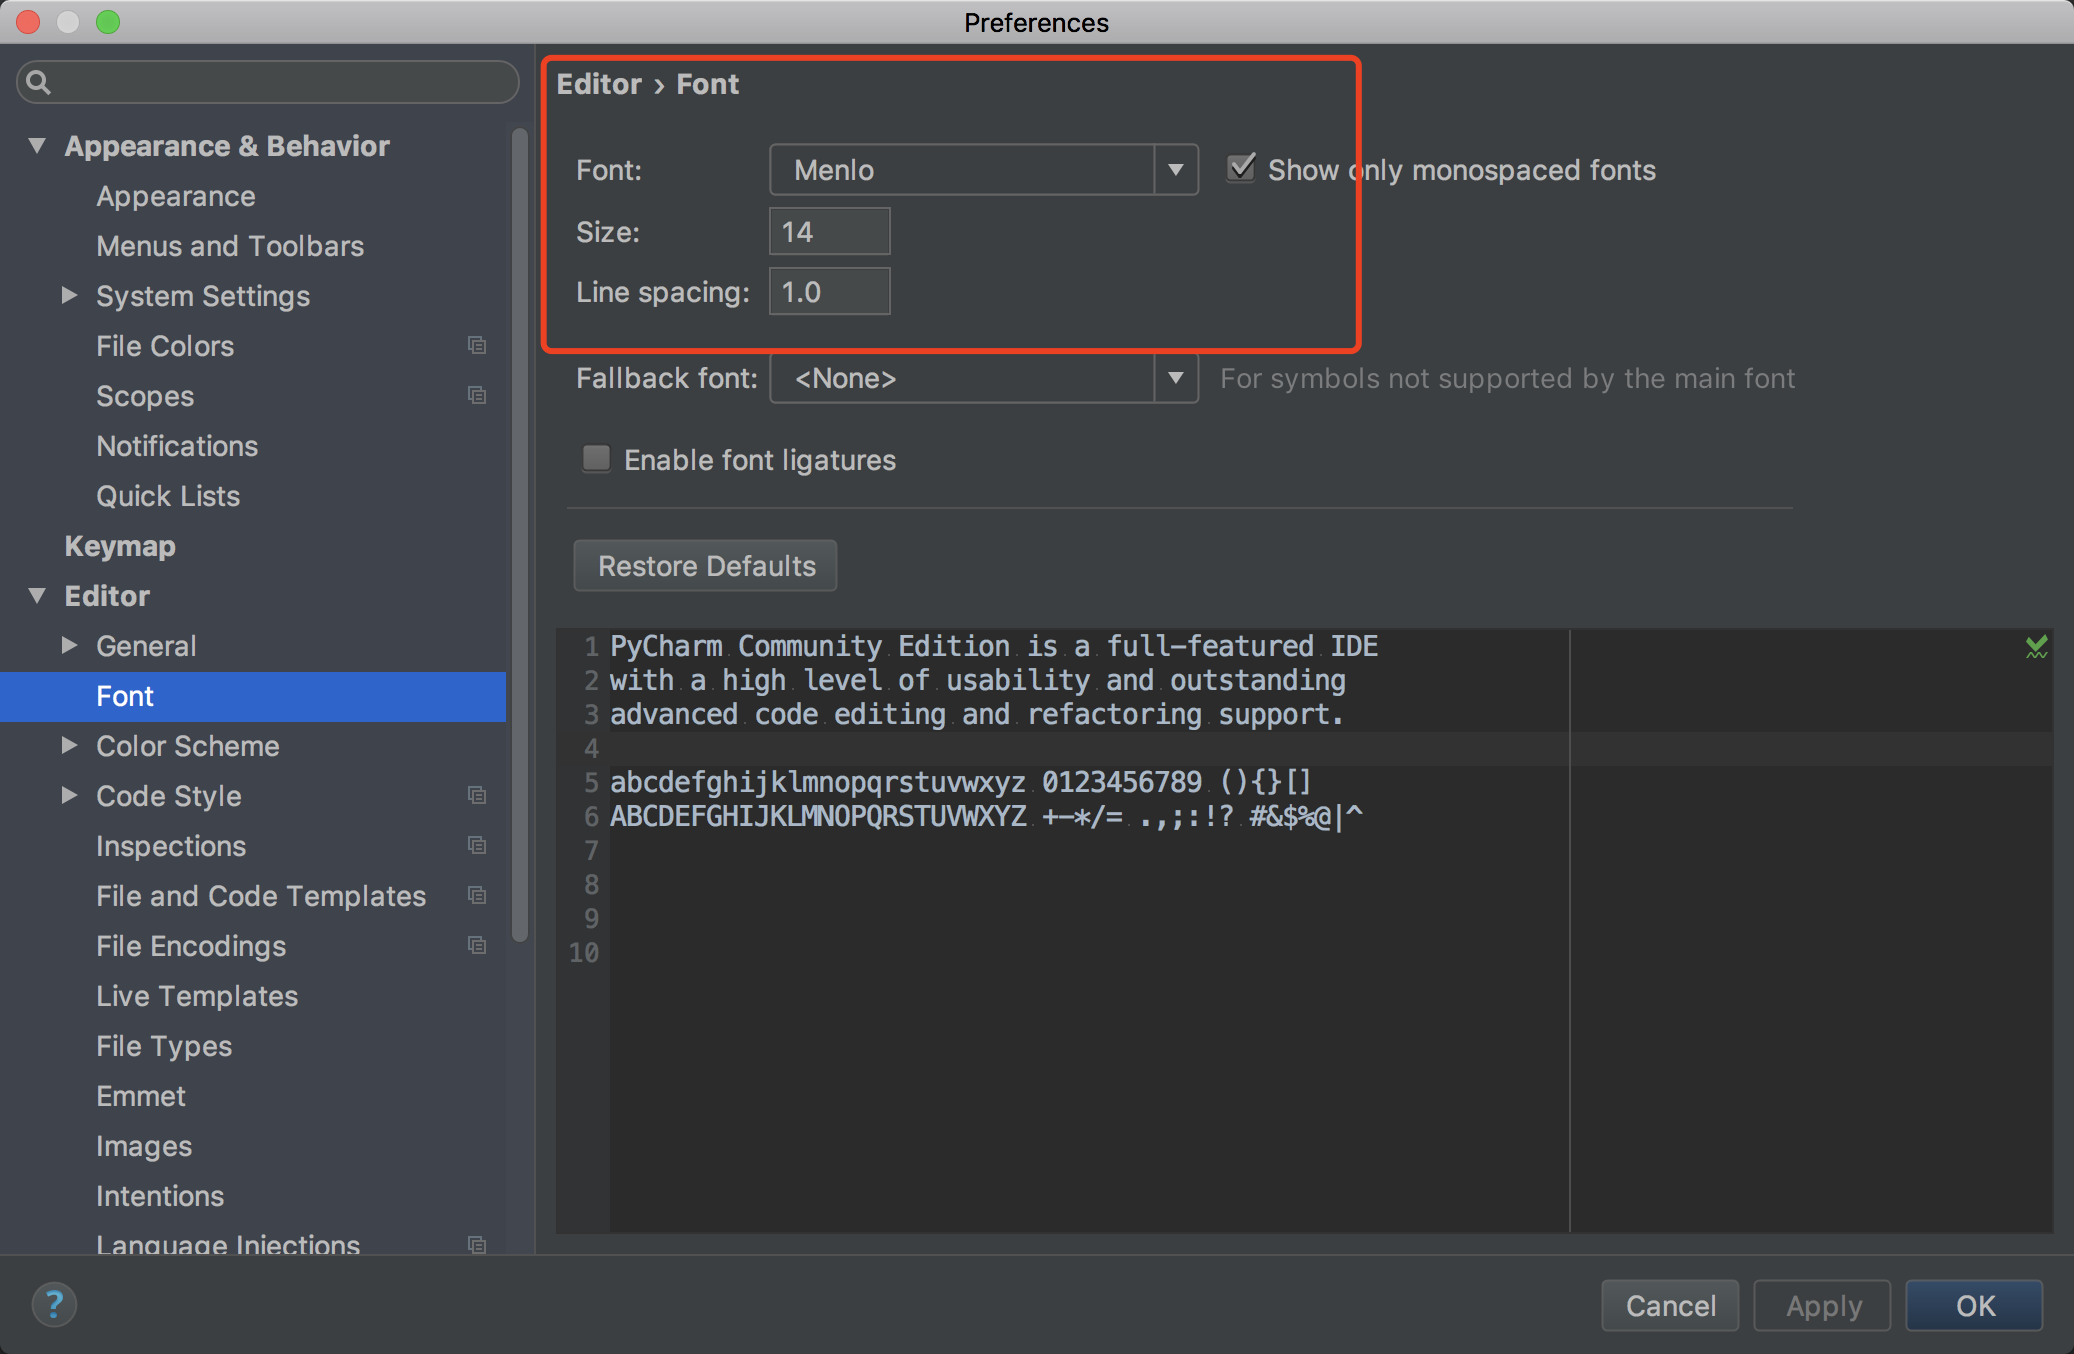 Preferences
Appearance & Behavior
Appearance
Menus and Toolbars
System Settings
File Colors
Scopes
Notifications
Quick Lists
Keymap
Editor
General
Font
Color Scheme
Code Style
Inspections
File and Code Templates
File Encodings
Live Templates
File Types
Emmet
Images
Intentions
Language Injections
Editor › Font
Font: Menlo Show only monospaced fonts
Size: 14
Line spacing: 1.0
Fallback font: <None> For symbols not supported by the main font
Enable font ligatures
Restore Defaults
1 PyCharm Community Edition is a full-featured IDE
2 with a high level of usability and outstanding
3 advanced code editing and refactoring support.
4
5 abcdefghijklmnopqrstuvwxyz 0123456789 (){}[]
6 ABCDEFGHIJKLMNOPQRSTUVWXYZ +-*/= .,;:!? #&$%@|^
7
8
9
10
? Cancel Apply OK